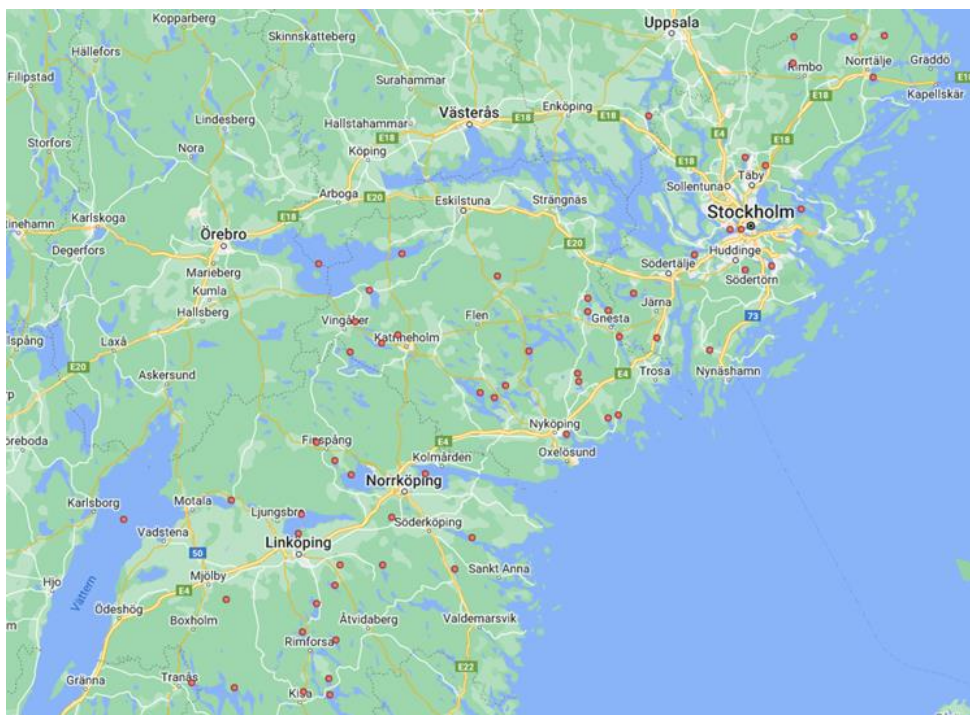 Kopparberg
Uppsala
Skinnskatteberg
Hällefors
Rimbo
Norrtälje
Gräddö
Filipstad
Surahammar
E18
Kapellskär
Lindesberg
Västerås
Enköping
E18
E18
E18
Hallstahammar
E18
E4
E18
Storfors
Nora
Köping
E18
Täby
Sollentuna
Arboga
E20
Eskilstuna
Strängnäs
Karlskoga
E18
Stockholm
Örebro
E20
Degerfors
Huddinge
Marieberg
Södertälje
Södertörn
Kumla
Järna
Hallsberg
Vingåker
Flen
Gnesta
73
Laxå
Katrineholm
E20
Askersund
E4
Trosa
Nynäshamn
Nyköping
Finspång
E4
Oxelösund
Kolmården
Norrköping
Karlsborg
Motala
Ljungsbro
Söderköping
Vadstena
50
Linköping
Hjo
Vättern
E4
Mjölby
Sankt Anna
Ödeshög
Boxholm
Åtvidaberg
Valdemarsvik
Rimforsa
E22
Gränna
Tranås
Kisa